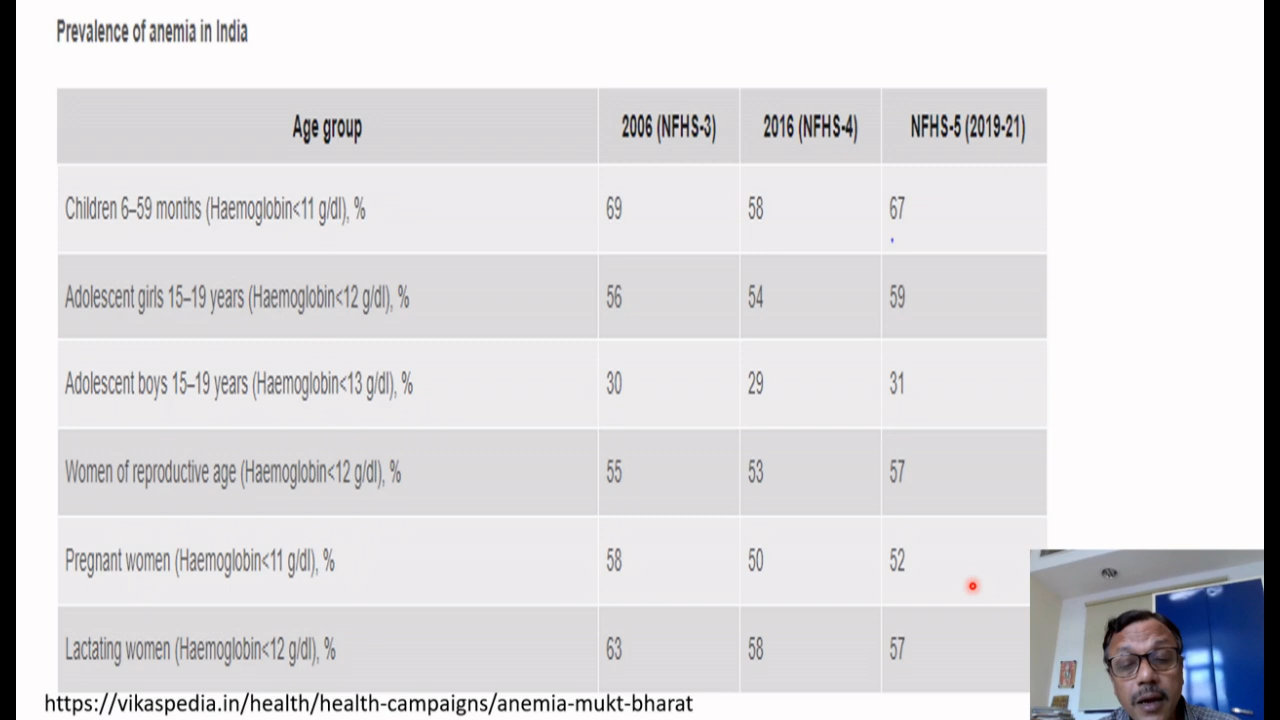 Prevalence of anemia in India
Age group 2006 (NFHS-3) 2016 (NFHS-4) NFHS-5 (2019-21)
Children 6–59 months (Haemoglobin<11 g/dl), % 69 58 67
Adolescent girls 15–19 years (Haemoglobin<12 g/dl), % 56 54 59
Adolescent boys 15–19 years (Haemoglobin<13 g/dl), % 30 29 31
Women of reproductive age (Haemoglobin<12 g/dl), % 55 53 57
Pregnant women (Haemoglobin<11 g/dl), % 58 50 52
Lactating women (Haemoglobin<12 g/dl), % 63 58 57
https://vikaspedia.in/health/health-campaigns/anemia-mukt-bharat